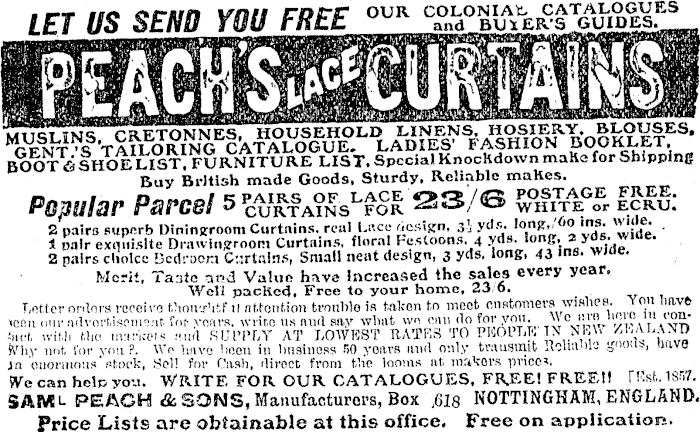 LET US SEND YOU FREE OUR COLONIAL CATALOGUES and BUYER'S GUIDES.
PEACH'S LACE CURTAINS
MUSLINS, CRETONNES, HOUSEHOLD LINENS, HOSIERY, BLOUSES,
GENT.'S TAILORING CATALOGUE. LADIES' FASHION BOOKLET,
BOOT & SHOE LIST, FURNITURE LIST, Special Knockdown make for Shipping
Buy British made Goods, Sturdy, Reliable makes.
Popular Parcel 5 PAIRS OF LACE CURTAINS FOR 23/6 POSTAGE FREE. WHITE or ECRU.
2 pairs superb Diningroom Curtains, real Lace design, 3½ yds. long, 60 ins. wide.
1 pair exquisite Drawingroom Curtains, floral Festoons, 4 yds. long, 2 yds. wide.
2 pairs choice Bedroom Curtains, Small neat design, 3 yds. long, 43 ins. wide.
Merit, Taste and Value have increased the sales every year.
Well packed, Free to your home, 23/6.
Letter orders receive thoughtful attention trouble is taken to meet customers wishes. You have
seen our advertisement for years, write us and say what we can do for you. We are here in con-
tact with the markets and SUPPLY AT LOWEST RATES TO PEOPLE IN NEW ZEALAND
Why not for you?. We have been in business 50 years and only transmit Reliable goods, have
an enormous stock, Sell for Cash, direct from the looms at makers prices.
We can help you. WRITE FOR OUR CATALOGUES, FREE! FREE!! [Est. 1857.
SAML PEACH & SONS, Manufacturers, Box 618 NOTTINGHAM, ENGLAND.
Price Lists are obtainable at this office. Free on application.